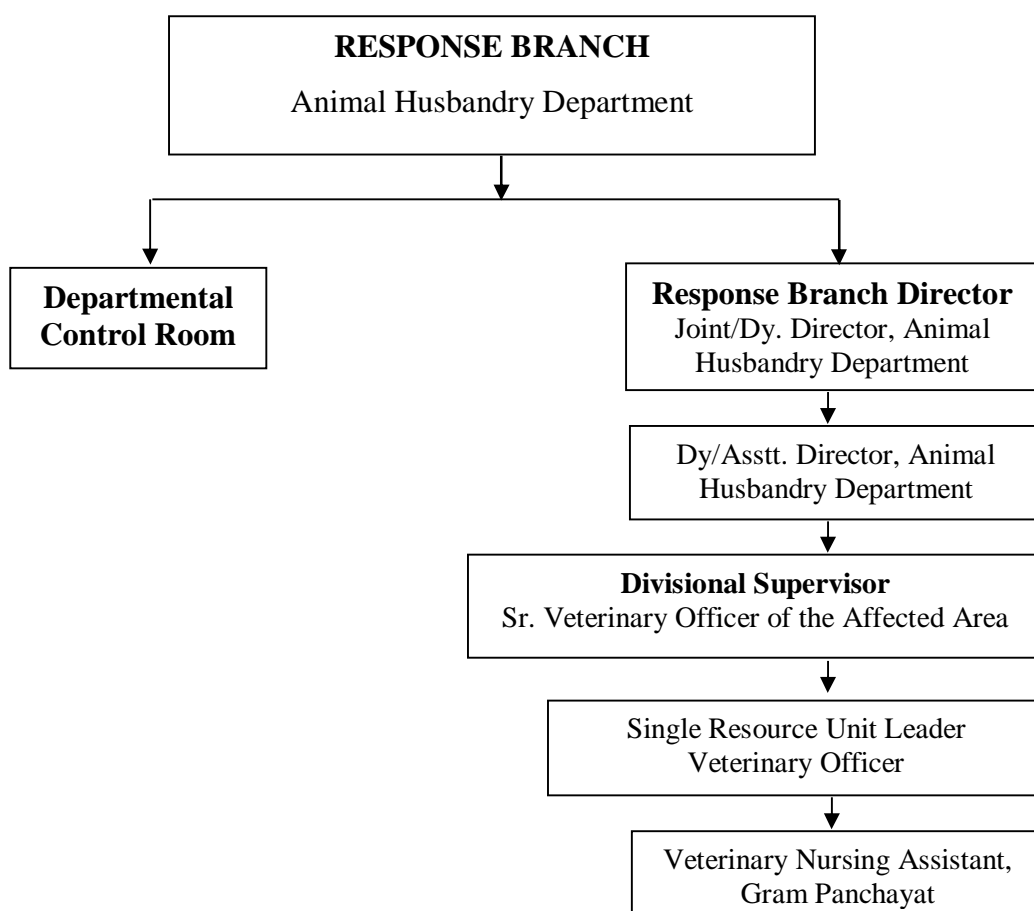 RESPONSE BRANCH
Animal Husbandry Department
Departmental
Control Room
Response Branch Director
Joint/Dy. Director, Animal
Husbandry Department
Dy/Asstt. Director, Animal
Husbandry Department
Divisional Supervisor
Sr. Veterinary Officer of the Affected Area
Single Resource Unit Leader
Veterinary Officer
Veterinary Nursing Assistant,
Gram Panchayat